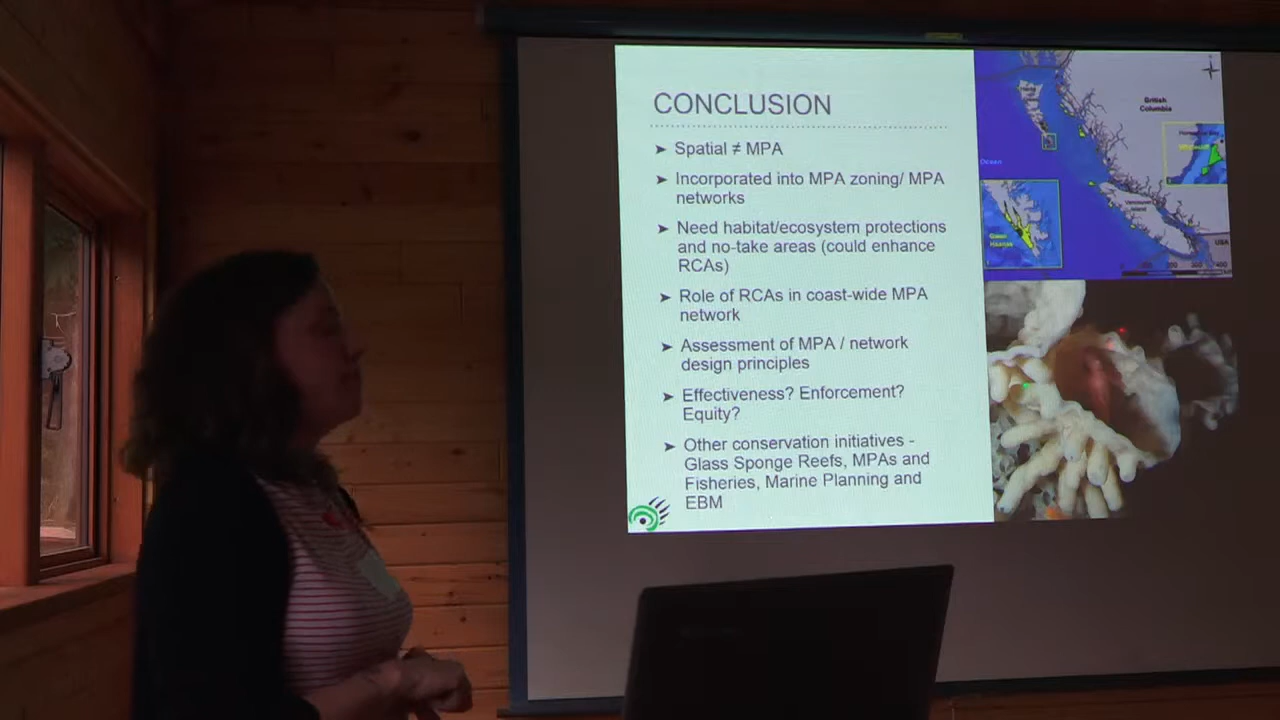 CONCLUSION
➤ Spatial ≠ MPA
➤ Incorporated into MPA zoning/ MPA
networks
➤ Need habitat/ecosystem protections
and no-take areas (could enhance
RCAs)
➤ Role of RCAs in coast-wide MPA
network
➤ Assessment of MPA / network
design principles
➤ Effectiveness? Enforcement?
Equity?
➤ Other conservation initiatives -
Glass Sponge Reefs, MPAs and
Fisheries, Marine Planning and
EBM
British
Columbia
Ocean
Vancouver
Island
USA